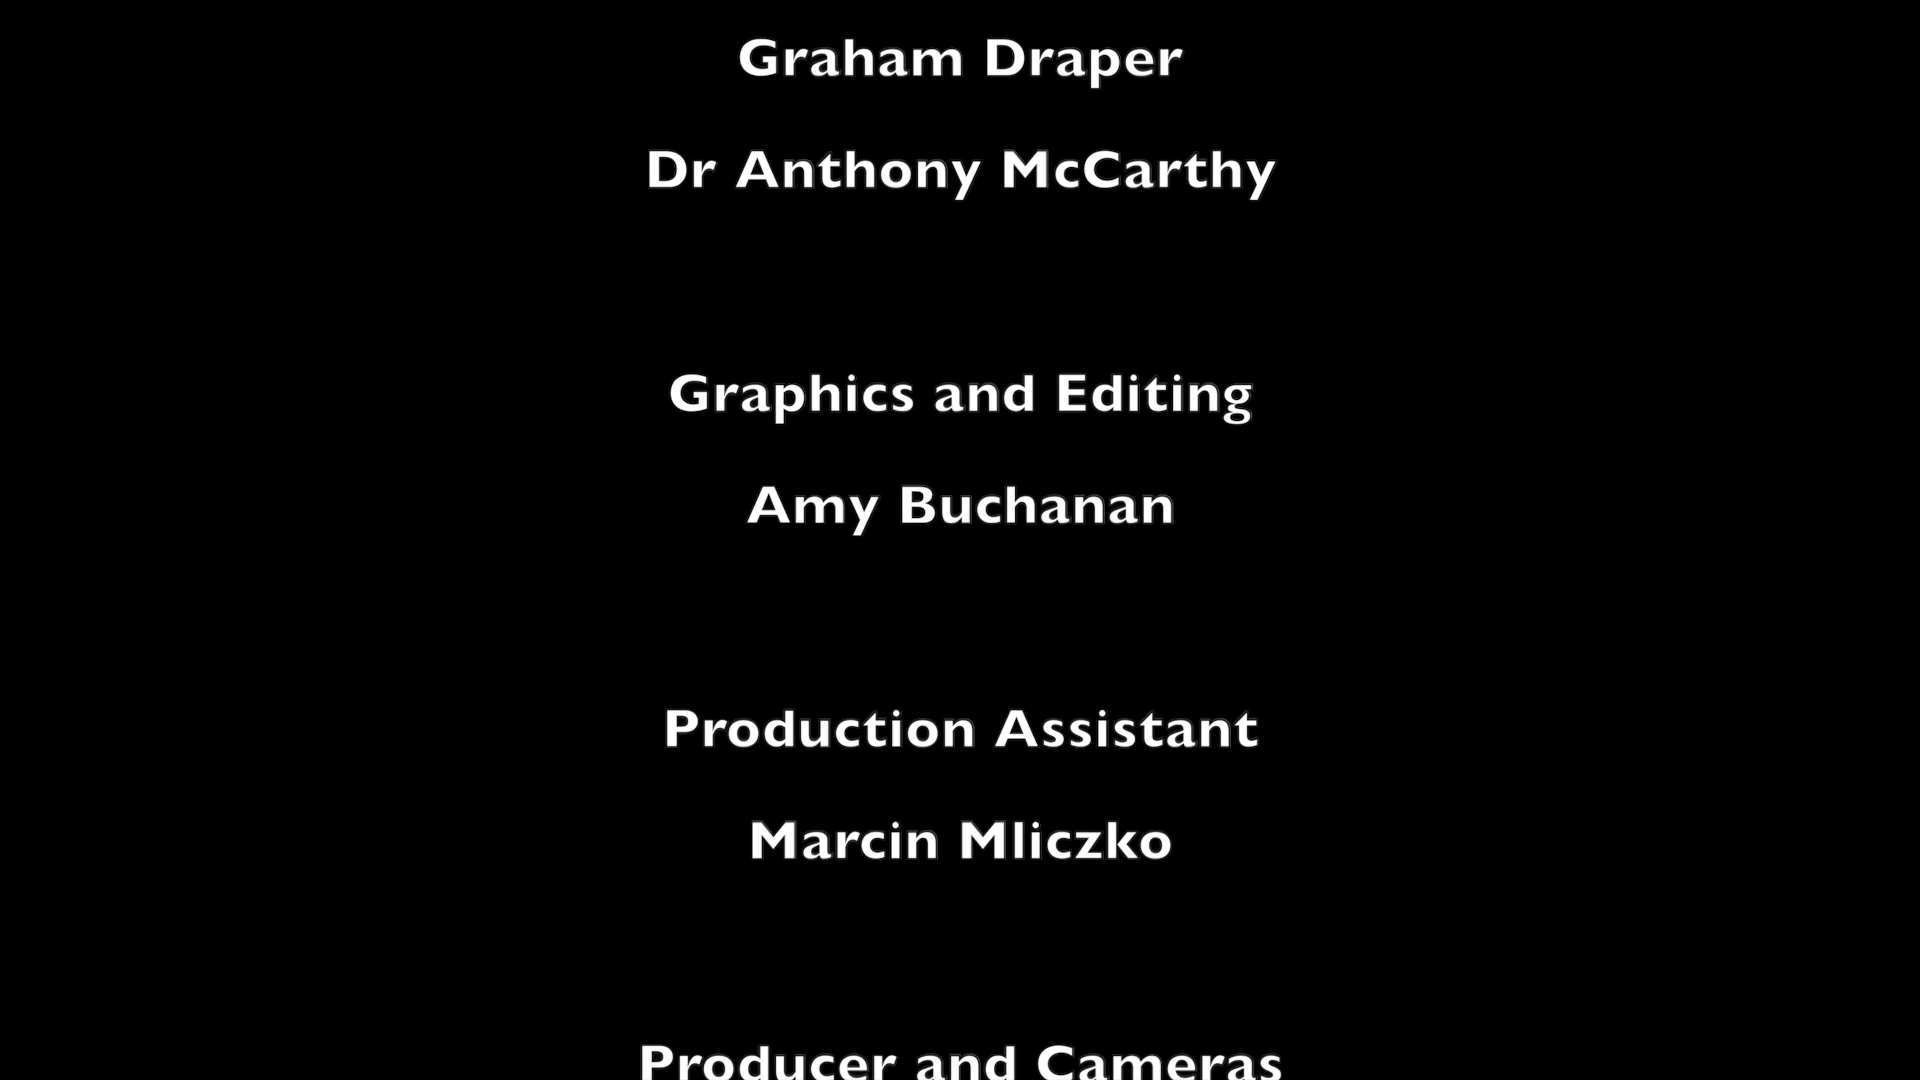 Graham Draper
Dr Anthony McCarthy
Graphics and Editing
Amy Buchanan
Production Assistant
Marcin Mliczko
Producer and Cameras